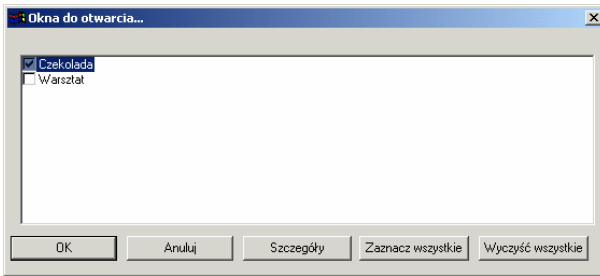 Okna do otwarcia...
Czekolada
Warsztat
OK Anuluj Szczegóły Zaznacz wszystkie Wyczyść wszystkie